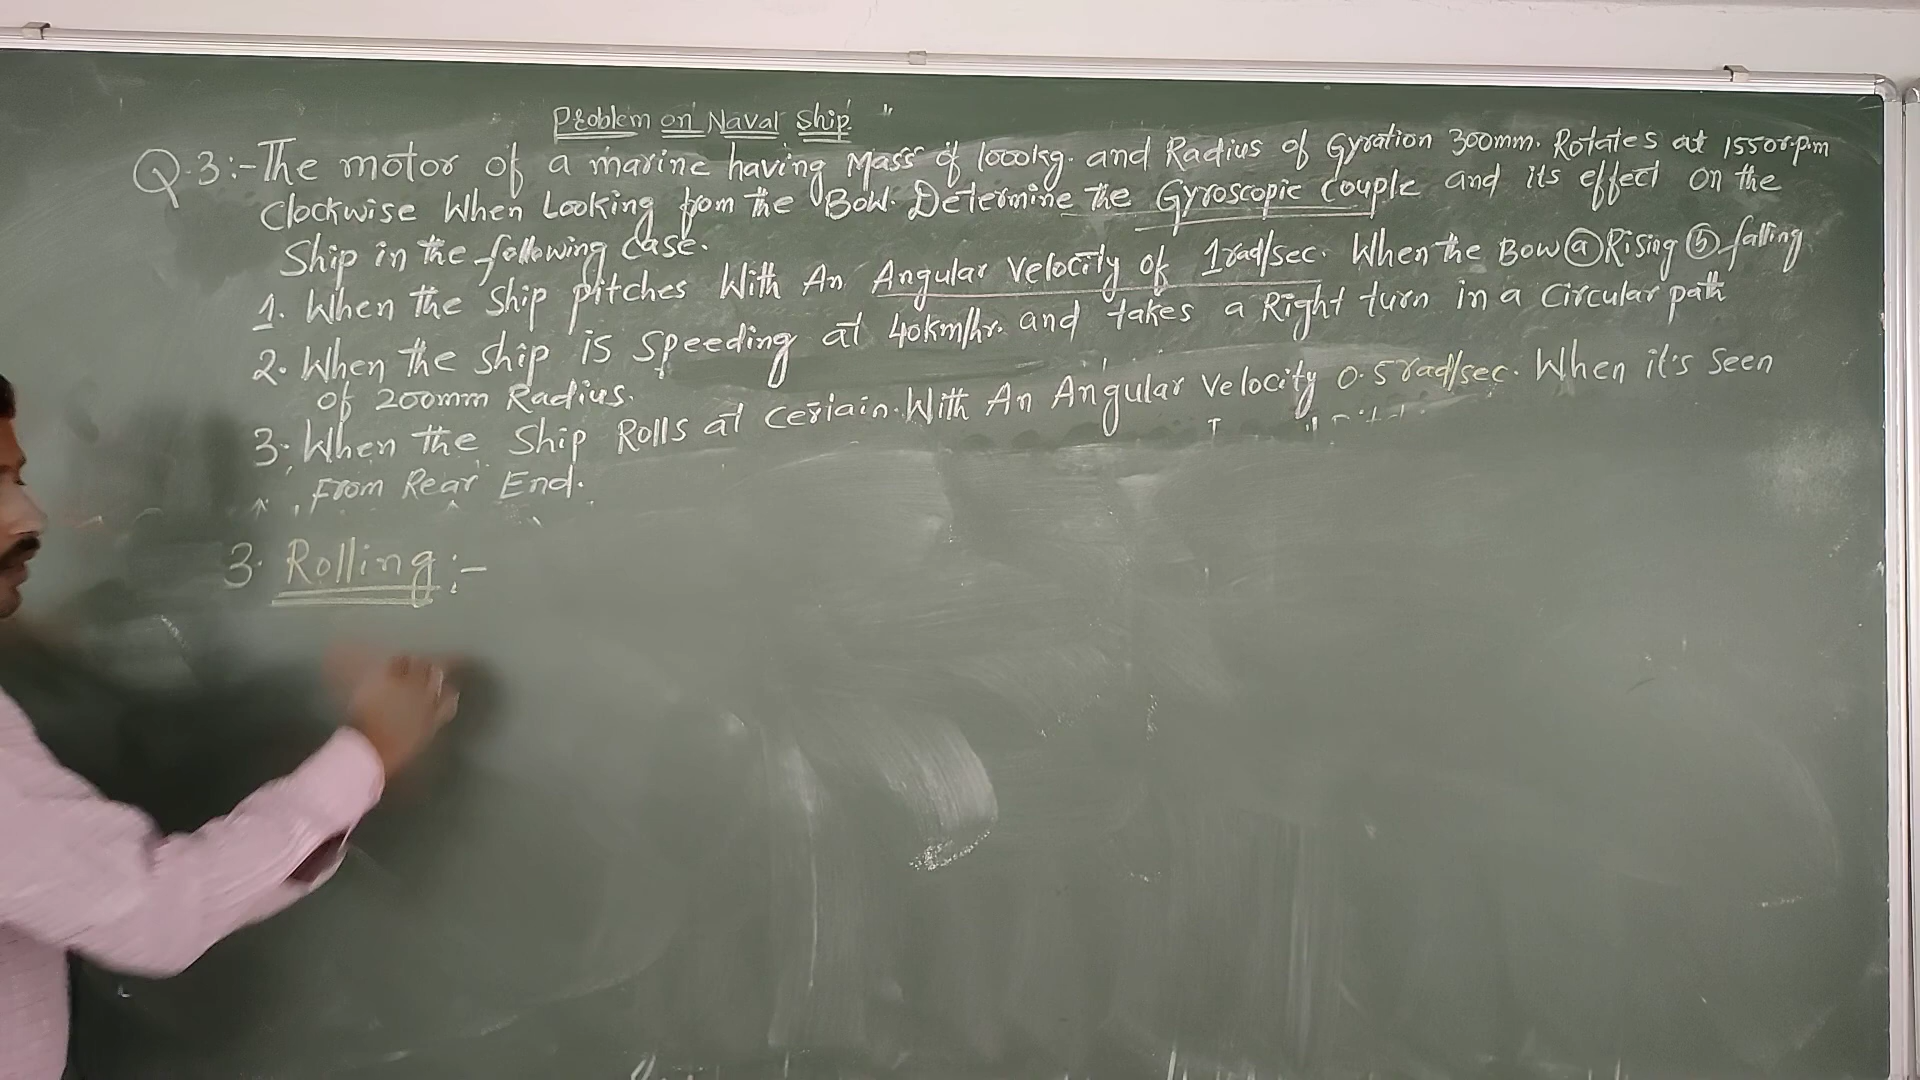 Problem on Naval Ship "
Q.3:- The motor of a marine having Mass of 1000kg. and Radius of Gyration 300mm. Rotates at 1550r.p.m
Clockwise When Looking from the Bow. Determine the Gyroscopic Couple and its effect on the
Ship in the following Case.
1. When the Ship pitches With An Angular Velocity of 1rad/sec. When the Bow ⓐ Rising ⓑ falling
2. When the ship is Speeding at 40km/hr. and takes a Right turn in a Circular path
of 200mm Radius.
3. When the Ship Rolls at Certain. With An Angular Velocity 0.5 rad/sec. When it's Seen
From Rear End.
3. Rolling:-